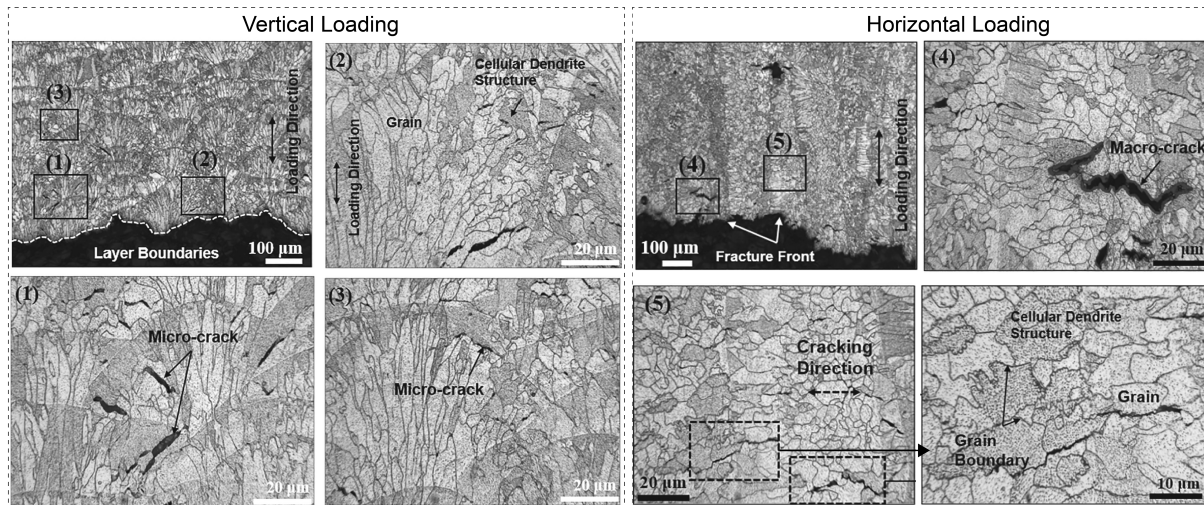 Vertical Loading
Horizontal Loading
(3)
(1)
(2)
Loading Direction
Layer Boundaries
100 µm
(2)
Cellular Dendrite
Structure
Grain
Loading Direction
20 µm
(4)
(5)
Loading Direction
100 µm
Fracture Front
(4)
Macro-crack
20 µm
(1)
Micro-crack
20 µm
(3)
Micro-crack
20 µm
(5)
Cracking
Direction
20 µm
Cellular Dendrite
Structure
Grain
Grain
Boundary
10 µm